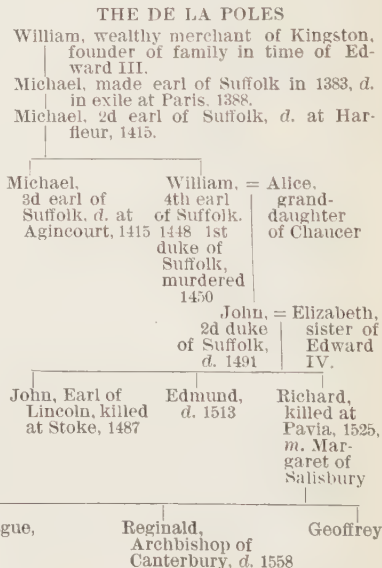 THE DE LA POLES
William, wealthy merchant of Kingston,
founder of family in time of Ed-
ward III.
Michael, made earl of Suffolk in 1383, d.
in exile at Paris, 1388.
Michael, 2d earl of Suffolk, d. at Har-
fleur, 1415.
Michael,
3d earl of
Suffolk, d. at
Agincourt, 1415
William, =
4th earl
of Suffolk.
1448 1st
duke of
Suffolk,
murdered
1450
Alice,
grand-
daughter
of Chaucer
John, =
2d duke
of Suffolk,
d. 1491
Elizabeth,
sister of
Edward
IV.
John, Earl of
Lincoln, killed
at Stoke, 1487
Edmund,
d. 1513
Richard,
killed at
Pavia, 1525,
m. Mar-
garet of
Salisbury
gue,
Reginald,
Archbishop of
Canterbury, d. 1558
Geoffrey